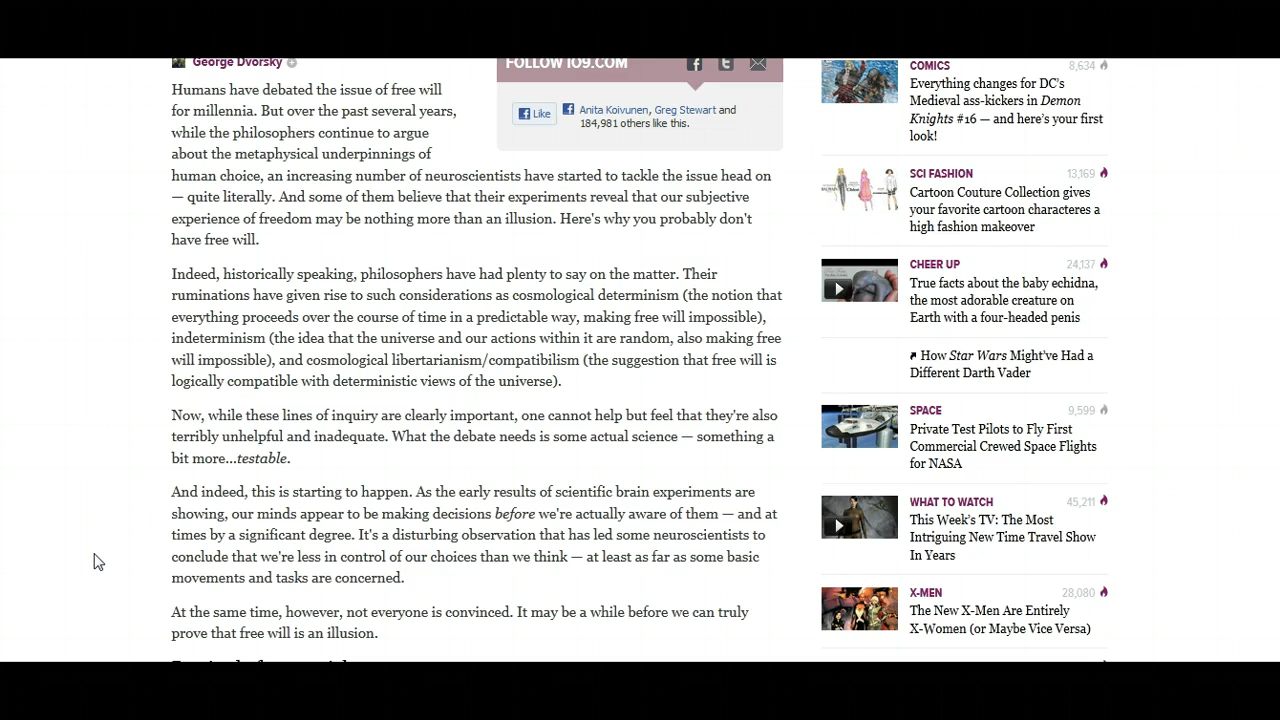 George Dvorsky
FOLLOW IO9.COM
Like
Anita Koivunen, Greg Stewart and
184,981 others like this.
Humans have debated the issue of free will
for millennia. But over the past several years,
while the philosophers continue to argue
about the metaphysical underpinnings of
human choice, an increasing number of neuroscientists have started to tackle the issue head on
— quite literally. And some of them believe that their experiments reveal that our subjective
experience of freedom may be nothing more than an illusion. Here's why you probably don't
have free will.
Indeed, historically speaking, philosophers have had plenty to say on the matter. Their
ruminations have given rise to such considerations as cosmological determinism (the notion that
everything proceeds over the course of time in a predictable way, making free will impossible),
indeterminism (the idea that the universe and our actions within it are random, also making free
will impossible), and cosmological libertarianism/compatibilism (the suggestion that free will is
logically compatible with deterministic views of the universe).
Now, while these lines of inquiry are clearly important, one cannot help but feel that they're also
terribly unhelpful and inadequate. What the debate needs is some actual science — something a
bit more...testable.
And indeed, this is starting to happen. As the early results of scientific brain experiments are
showing, our minds appear to be making decisions before we're actually aware of them — and at
times by a significant degree. It's a disturbing observation that has led some neuroscientists to
conclude that we're less in control of our choices than we think — at least as far as some basic
movements and tasks are concerned.
At the same time, however, not everyone is convinced. It may be a while before we can truly
prove that free will is an illusion.
COMICS 8,634
Everything changes for DC's
Medieval ass-kickers in Demon
Knights #16 — and here's your first
look!
SCI FASHION 13,169
Cartoon Couture Collection gives
your favorite cartoon characteres a
high fashion makeover
CHEER UP 24,137
True facts about the baby echidna,
the most adorable creature on
Earth with a four-headed penis
How Star Wars Might've Had a
Different Darth Vader
SPACE 9,599
Private Test Pilots to Fly First
Commercial Crewed Space Flights
for NASA
WHAT TO WATCH 45,211
This Week's TV: The Most
Intriguing New Time Travel Show
In Years
X-MEN 28,080
The New X-Men Are Entirely
X-Women (or Maybe Vice Versa)